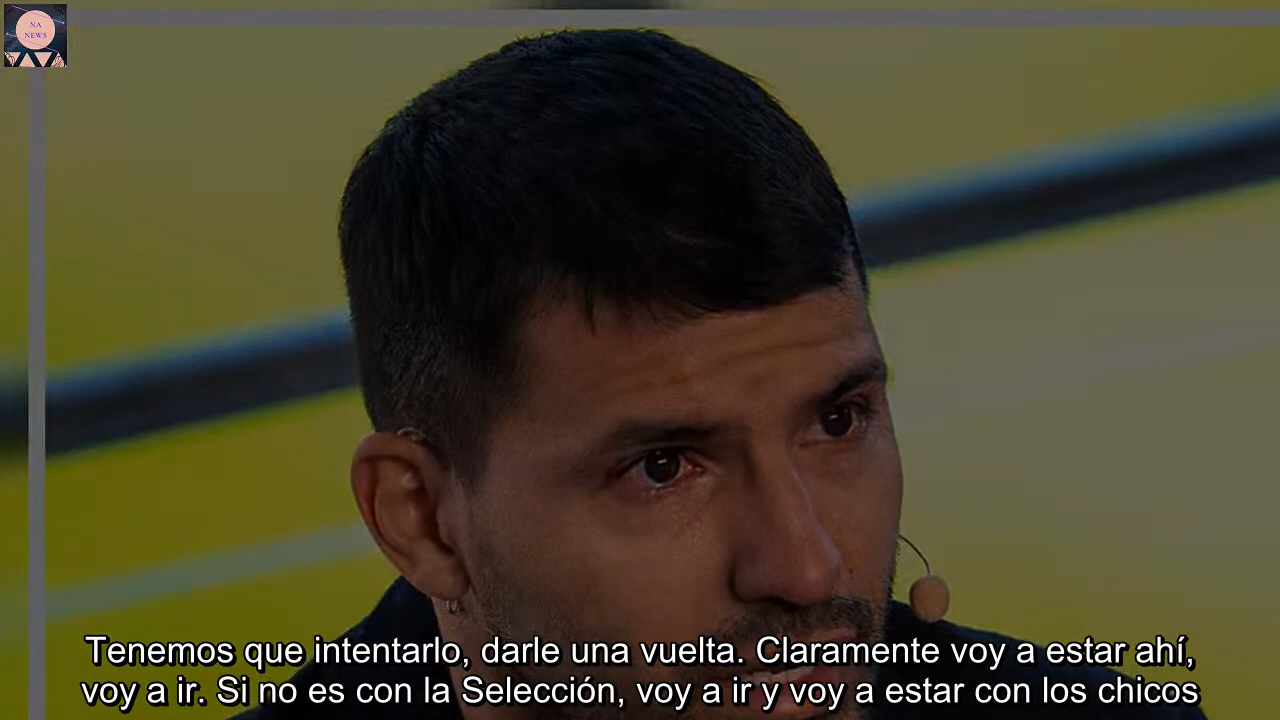 NA
NEWS
Tenemos que intentarlo, darle una vuelta. Claramente voy a estar ahí,
voy a ir. Si no es con la Selección, voy a ir y voy a estar con los chicos